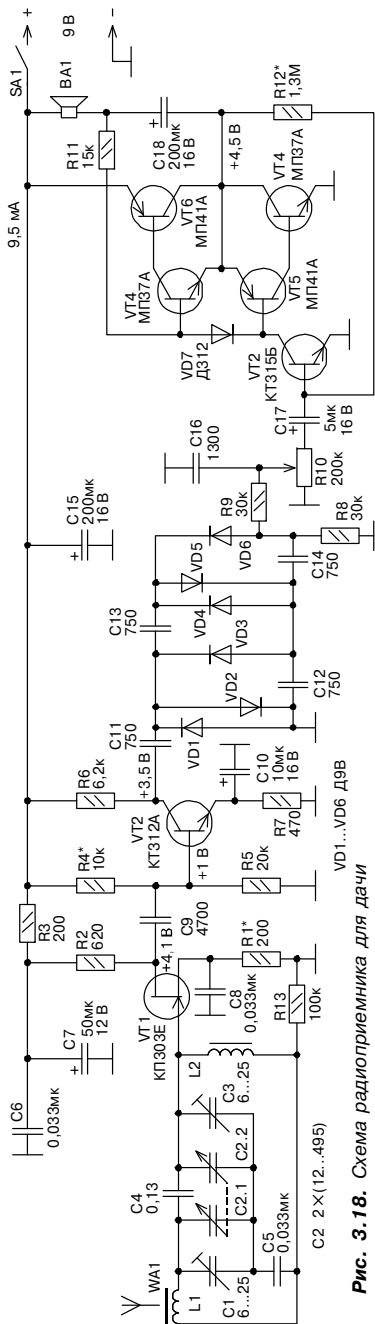 +
9 В
−
SA1
BA1
9,5 мА
R11
15к
C18
200мк
16 В
+4,5 В
R12*
1,3М
VT6
МП41А
VT4
МП37А
VT4
МП37А
VT5
МП41А
VD7
Д312
VT2
КТ315Б
C17
5мк
16 В
R10
200к
C16
1300
R9
30к
R8
30к
C15
200мк
16 В
C13
750
VD5
VD6
VD4
VD3
C14
750
C11
750
VD2
VD1
C12
750
R6
6,2к
+3,5 В
VT2
КТ312А
C10
10мк
16 В
R7
470
VD1...VD6 Д9В
R4*
10к
+1 В
R5
20к
R3
200
R2
620
C9
4700
+4,1 В
VT1
КП303Е
R1*
200
C8
0,033мк
R13
100к
C6
0,033мк
C7
50мк
12 В
L2
C3
6...25
C2.2
C4
0,13
C2.1
WA1
L1
C1
6...25
C5
0,033мк
C2 2×(12...495)
Рис. 3.18. Схема радиоприемника для дачи